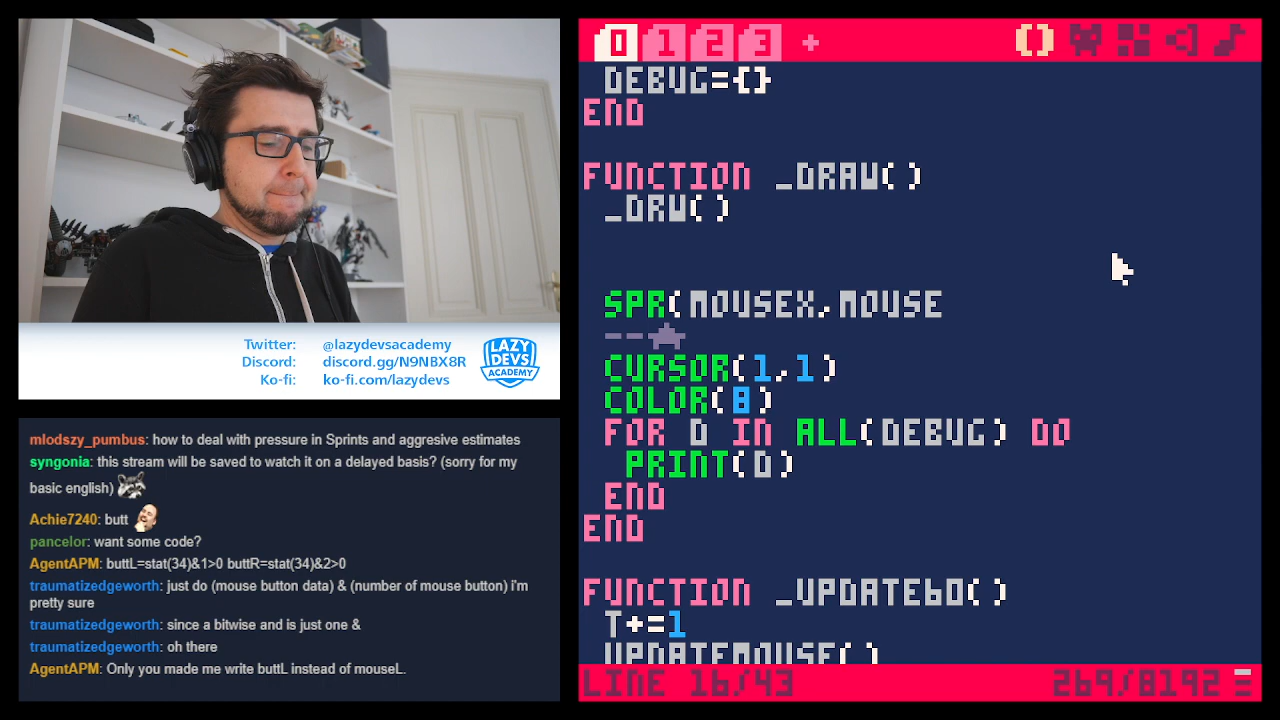 Twitter: @lazydevsacademy
Discord: discord.gg/N9NBX8R
Ko-fi: ko-fi.com/lazydevs
LAZY
DEVS
ACADEMY
mlodszy_pumbus: how to deal with pressure in Sprints and aggresive estimates
syngonia: this stream will be saved to watch it on a delayed basis? (sorry for my
basic english)
Achie7240: butt
pancelor: want some code?
AgentAPM: buttL=stat(34)&1>0 buttR=stat(34)&2>0
traumatizedgeworth: just do (mouse button data) & (number of mouse button) i'm
pretty sure
traumatizedgeworth: since a bitwise and is just one &
traumatizedgeworth: oh there
AgentAPM: Only you made me write buttL instead of mouseL.
0 1 2 3 +
DEBUG={}
END
FUNCTION _DRAW()
_DRW()
SPR(MOUSEX,MOUSE
--
CURSOR(1,1)
COLOR(8)
FOR D IN ALL(DEBUG) DO
PRINT(D)
END
END
FUNCTION _UPDATE60()
T+=1
UPDATEMOUSE()
LINE 16/43
269/8192